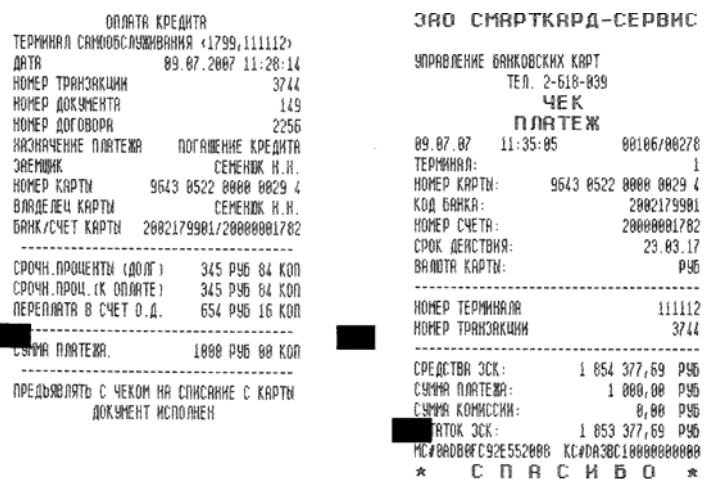 ОПЛАТА КРЕДИТА
ТЕРМИНАЛ САМООБСЛУЖИВАНИЯ <1799,111112>
ДАТА 09.07.2007 11:28:14
НОМЕР ТРАНЗАКЦИИ 3744
НОМЕР ДОКУМЕНТА 149
НОМЕР ДОГОВОРА 2256
НАЗНАЧЕНИЕ ПЛАТЕЖА ПОГАШЕНИЕ КРЕДИТА
ЗАЕМЩИК СЕМЕНЮК Н.Н.
НОМЕР КАРТЫ 9643 0522 0000 0029 4
ВЛАДЕЛЕЦ КАРТЫ СЕМЕНЮК Н.Н.
БАНК/СЧЕТ КАРТЫ 2002179901/20000001782
СРОЧН.ПРОЦЕНТЫ (ДОЛГ) 345 РУБ 84 КОП
СРОЧН.ПРОЦ.(К ОПЛАТЕ) 345 РУБ 84 КОП
ПЕРЕПЛАТА В СЧЕТ О.Д. 654 РУБ 16 КОП
СУММА ПЛАТЕЖА. 1000 РУБ 00 КОП
ПРЕДЪЯВЛЯТЬ С ЧЕКОМ НА СПИСАНИЕ С КАРТЫ
ДОКУМЕНТ ИСПОЛНЕН
ЗАО СМАРТКАРД-СЕРВИС
УПРАВЛЕНИЕ БАНКОВСКИХ КАРТ
ТЕЛ. 2-618-039
ЧЕК
ПЛАТЕЖ
09.07.07 11:35:05 00106/00278
ТЕРМИНАЛ: 1
НОМЕР КАРТЫ: 9643 0522 0000 0029 4
КОД БАНКА: 2002179901
НОМЕР СЧЕТА: 20000001782
СРОК ДЕЙСТВИЯ: 23.03.17
ВАЛЮТА КАРТЫ: РУБ
НОМЕР ТЕРМИНАЛА 111112
НОМЕР ТРАНЗАКЦИИ 3744
СРЕДСТВА ЭСК: 1 854 377,69 РУБ
СУММА ПЛАТЕЖА: 1 000,00 РУБ
СУММА КОМИССИИ: 0,00 РУБ
ТАТОК ЭСК: 1 853 377,69 РУБ
MC#0ADB0FC92E552008 KC#DA3BC10000000000
* СПАСИБО *